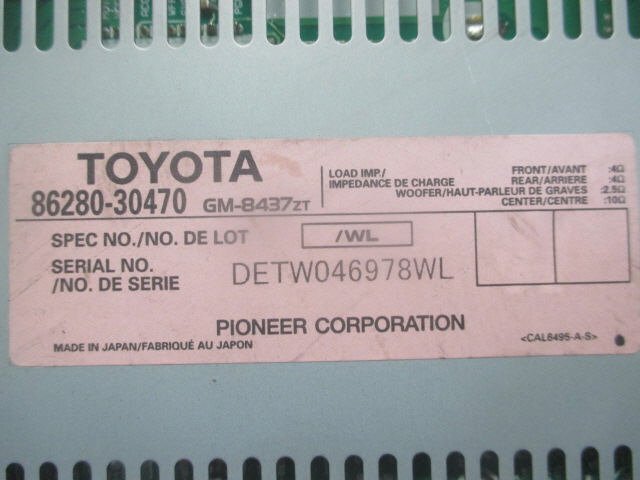 TOYOTA
86280-30470 GM-8437ZT
LOAD IMP./
IMPEDANCE DE CHARGE
FRONT/AVANT :4Ω
REAR/ARRIERE :4Ω
WOOFER/HAUT-PARLEUR DE GRAVES :2.5Ω
CENTER/CENTRE :10Ω
SPEC NO./NO. DE LOT /WL
SERIAL NO.
/NO. DE SERIE
DETW046978WL
PIONEER CORPORATION
MADE IN JAPAN/FABRIQUÉ AU JAPON
<CAL6495-A-S>